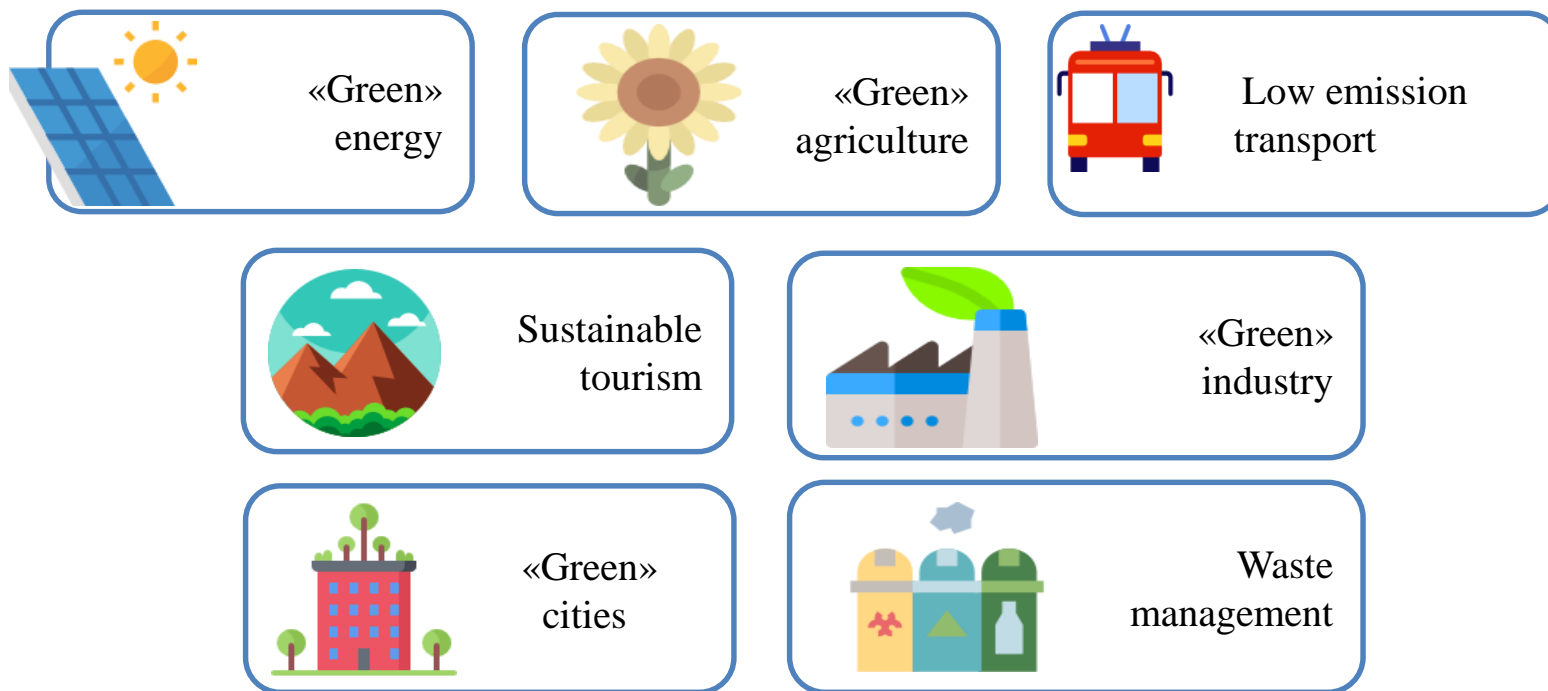 «Green»
energy
«Green»
agriculture
Low emission
transport
Sustainable
tourism
«Green»
industry
«Green»
cities
Waste
management